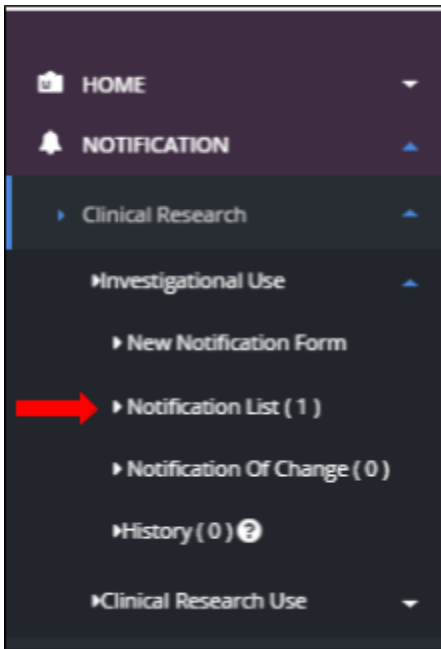 HOME
NOTIFICATION
Clinical Research
Investigational Use
New Notification Form
Notification List ( 1 )
Notification Of Change ( 0 )
History ( 0 ) ?
Clinical Research Use